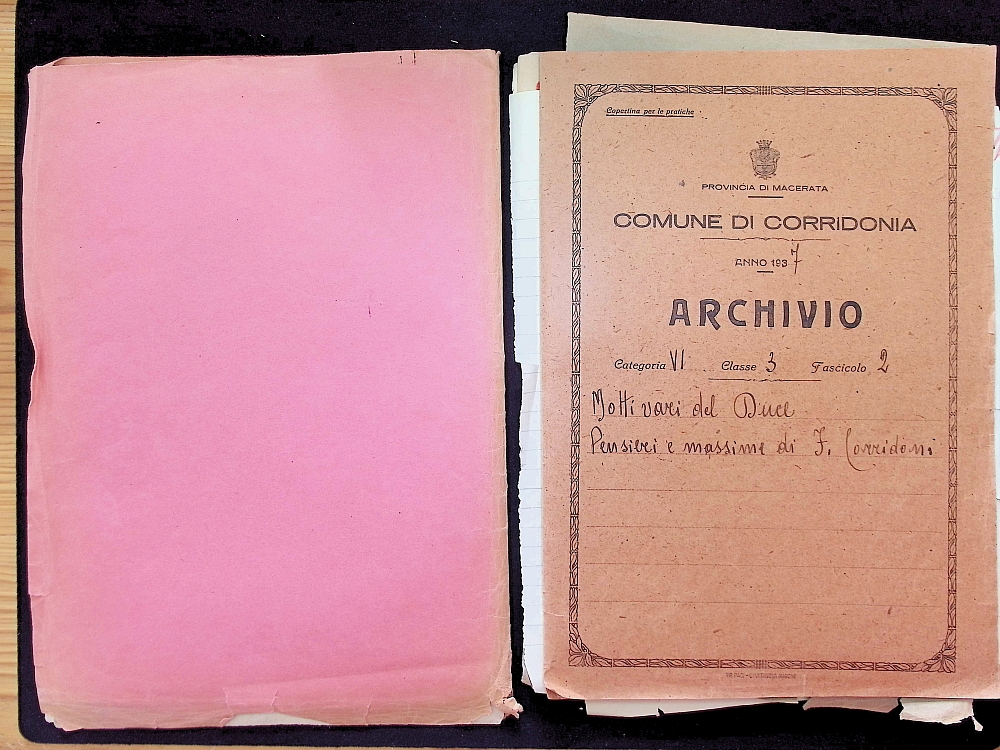 Copertina per le pratiche
PROVINCIA DI MACERATA
COMUNE DI CORRIDONIA
ANNO 1937
ARCHIVIO
Categoria VI Classe 3 Fascicolo 2
Motti vari del Duce
Pensieri e massime di F. Corridoni